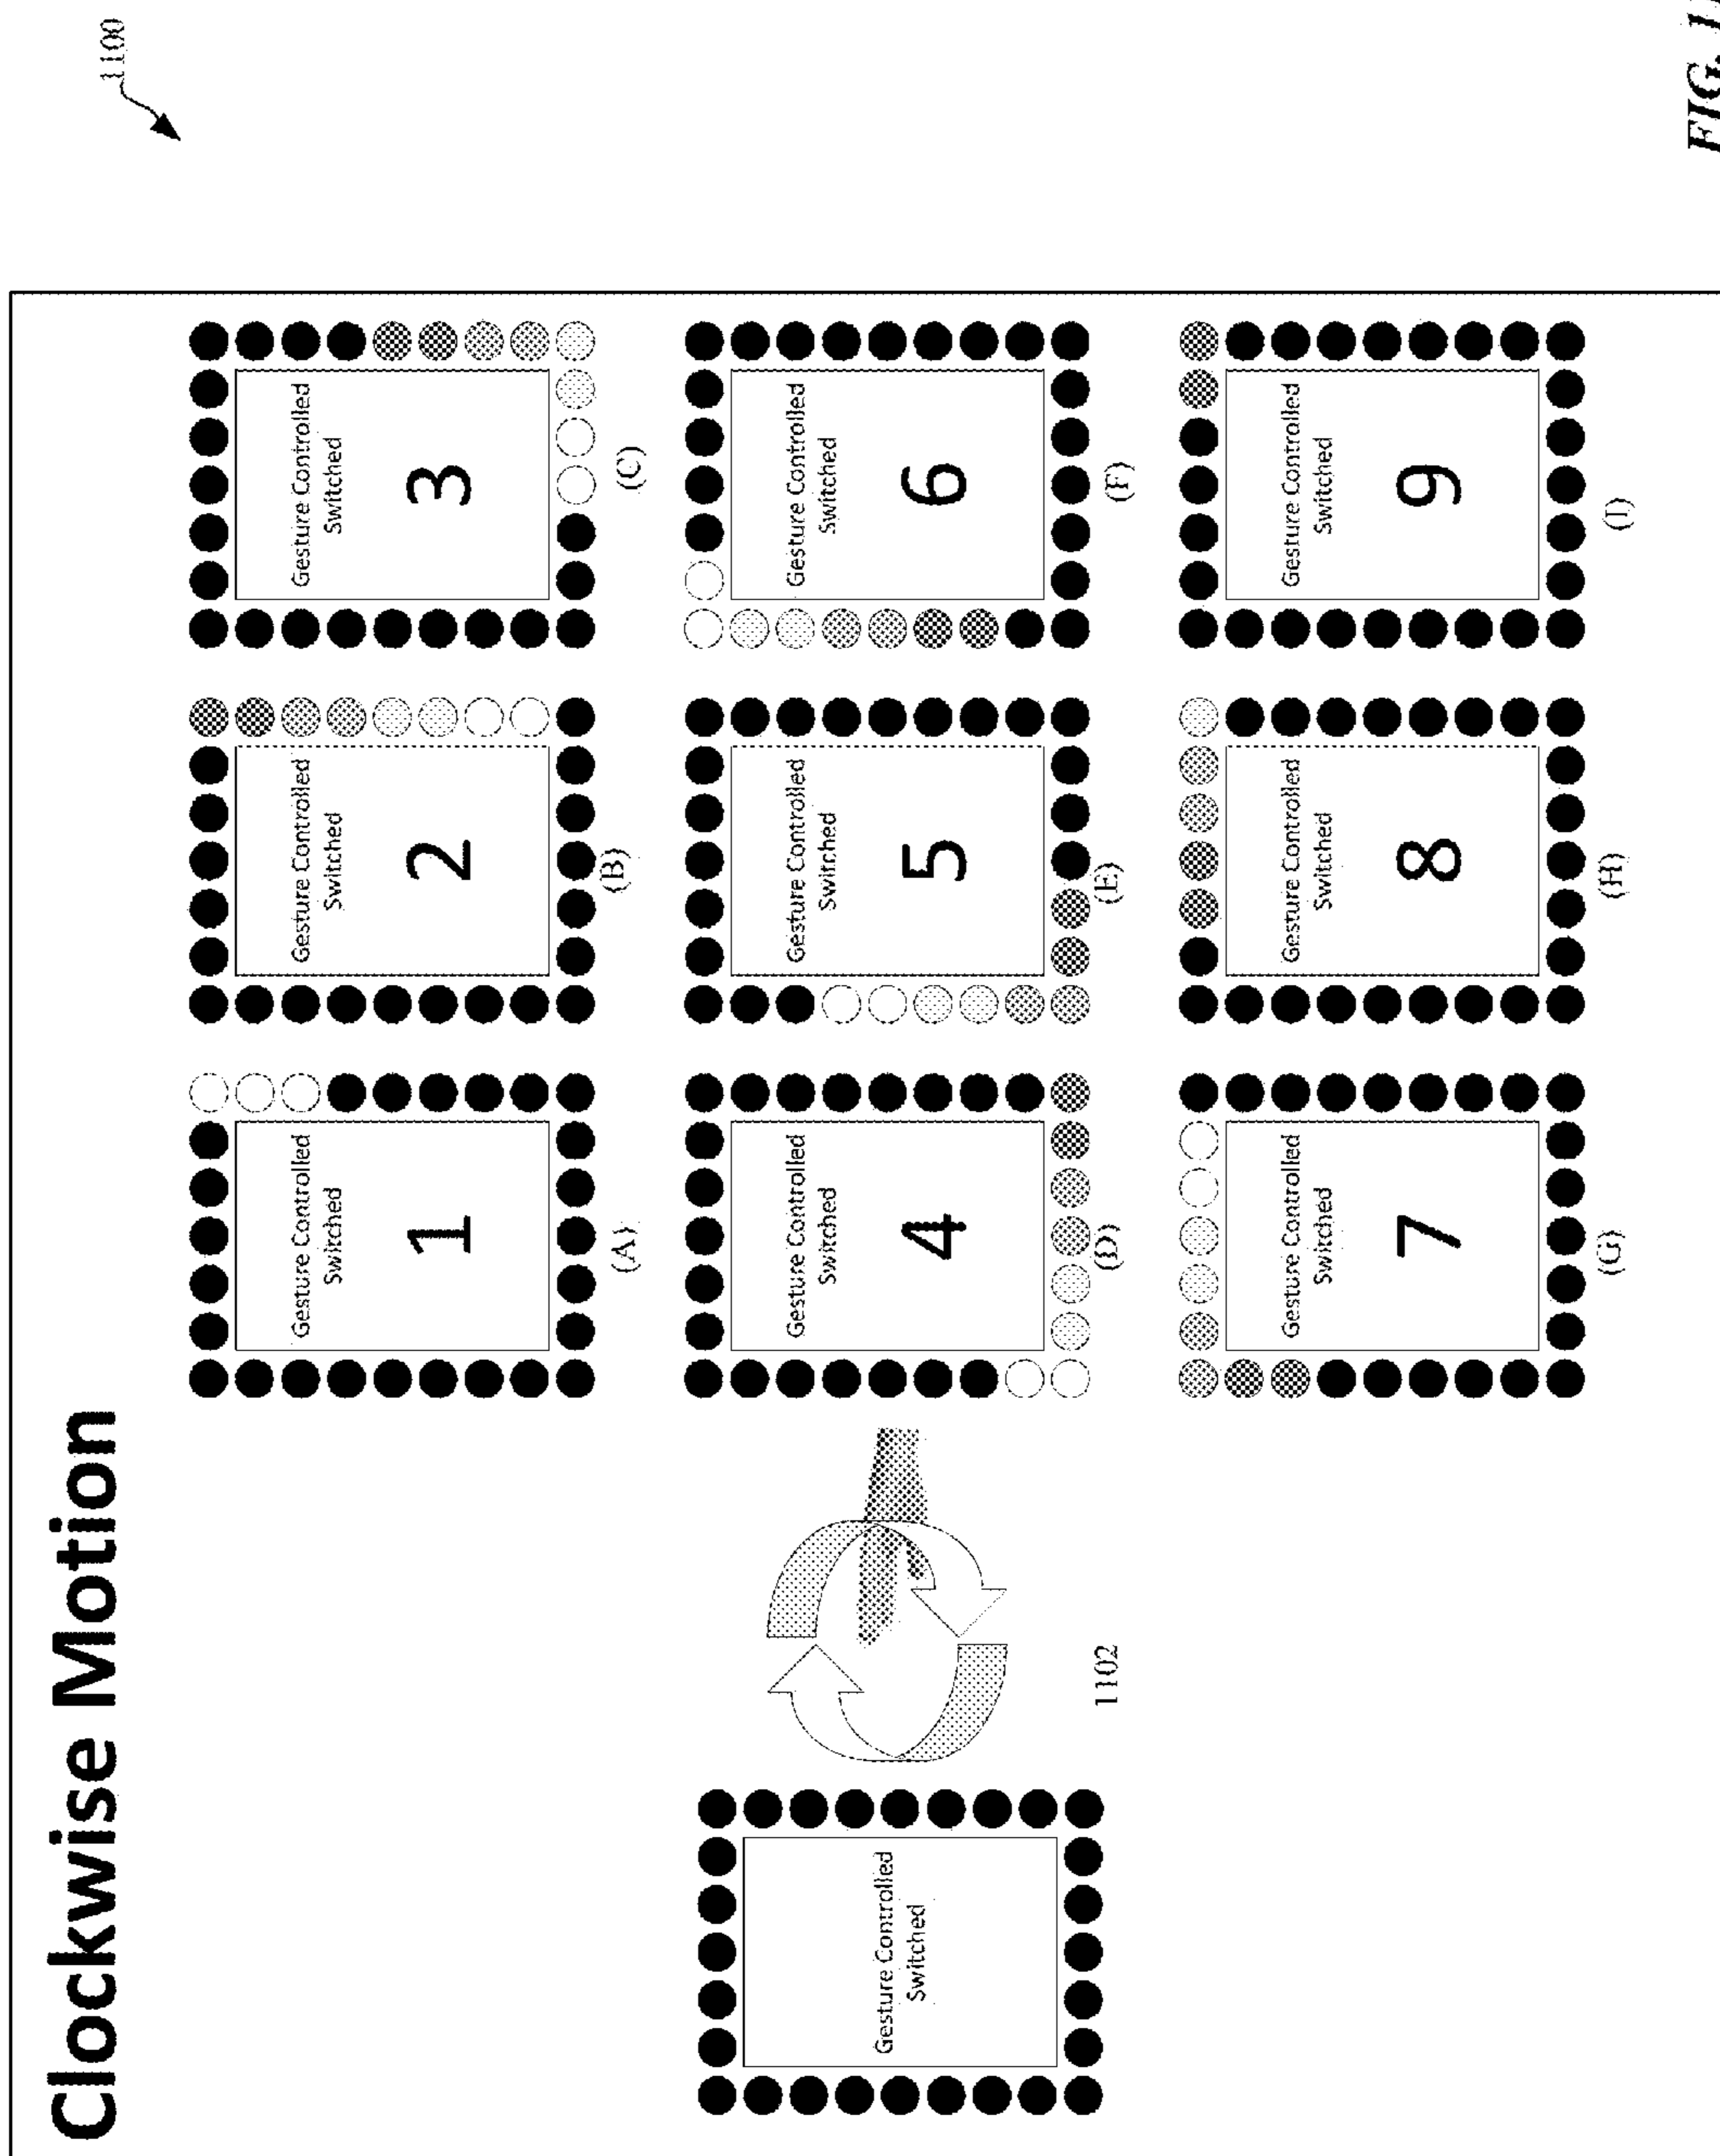 1100
Clockwise Motion
Gesture Controlled
Switched
1102
Gesture Controlled
Switched
1
(A)
Gesture Controlled
Switched
2
(B)
Gesture Controlled
Switched
3
(C)
Gesture Controlled
Switched
4
(D)
Gesture Controlled
Switched
5
(E)
Gesture Controlled
Switched
6
(F)
Gesture Controlled
Switched
7
(G)
Gesture Controlled
Switched
8
(H)
Gesture Controlled
Switched
9
(I)
FIG.